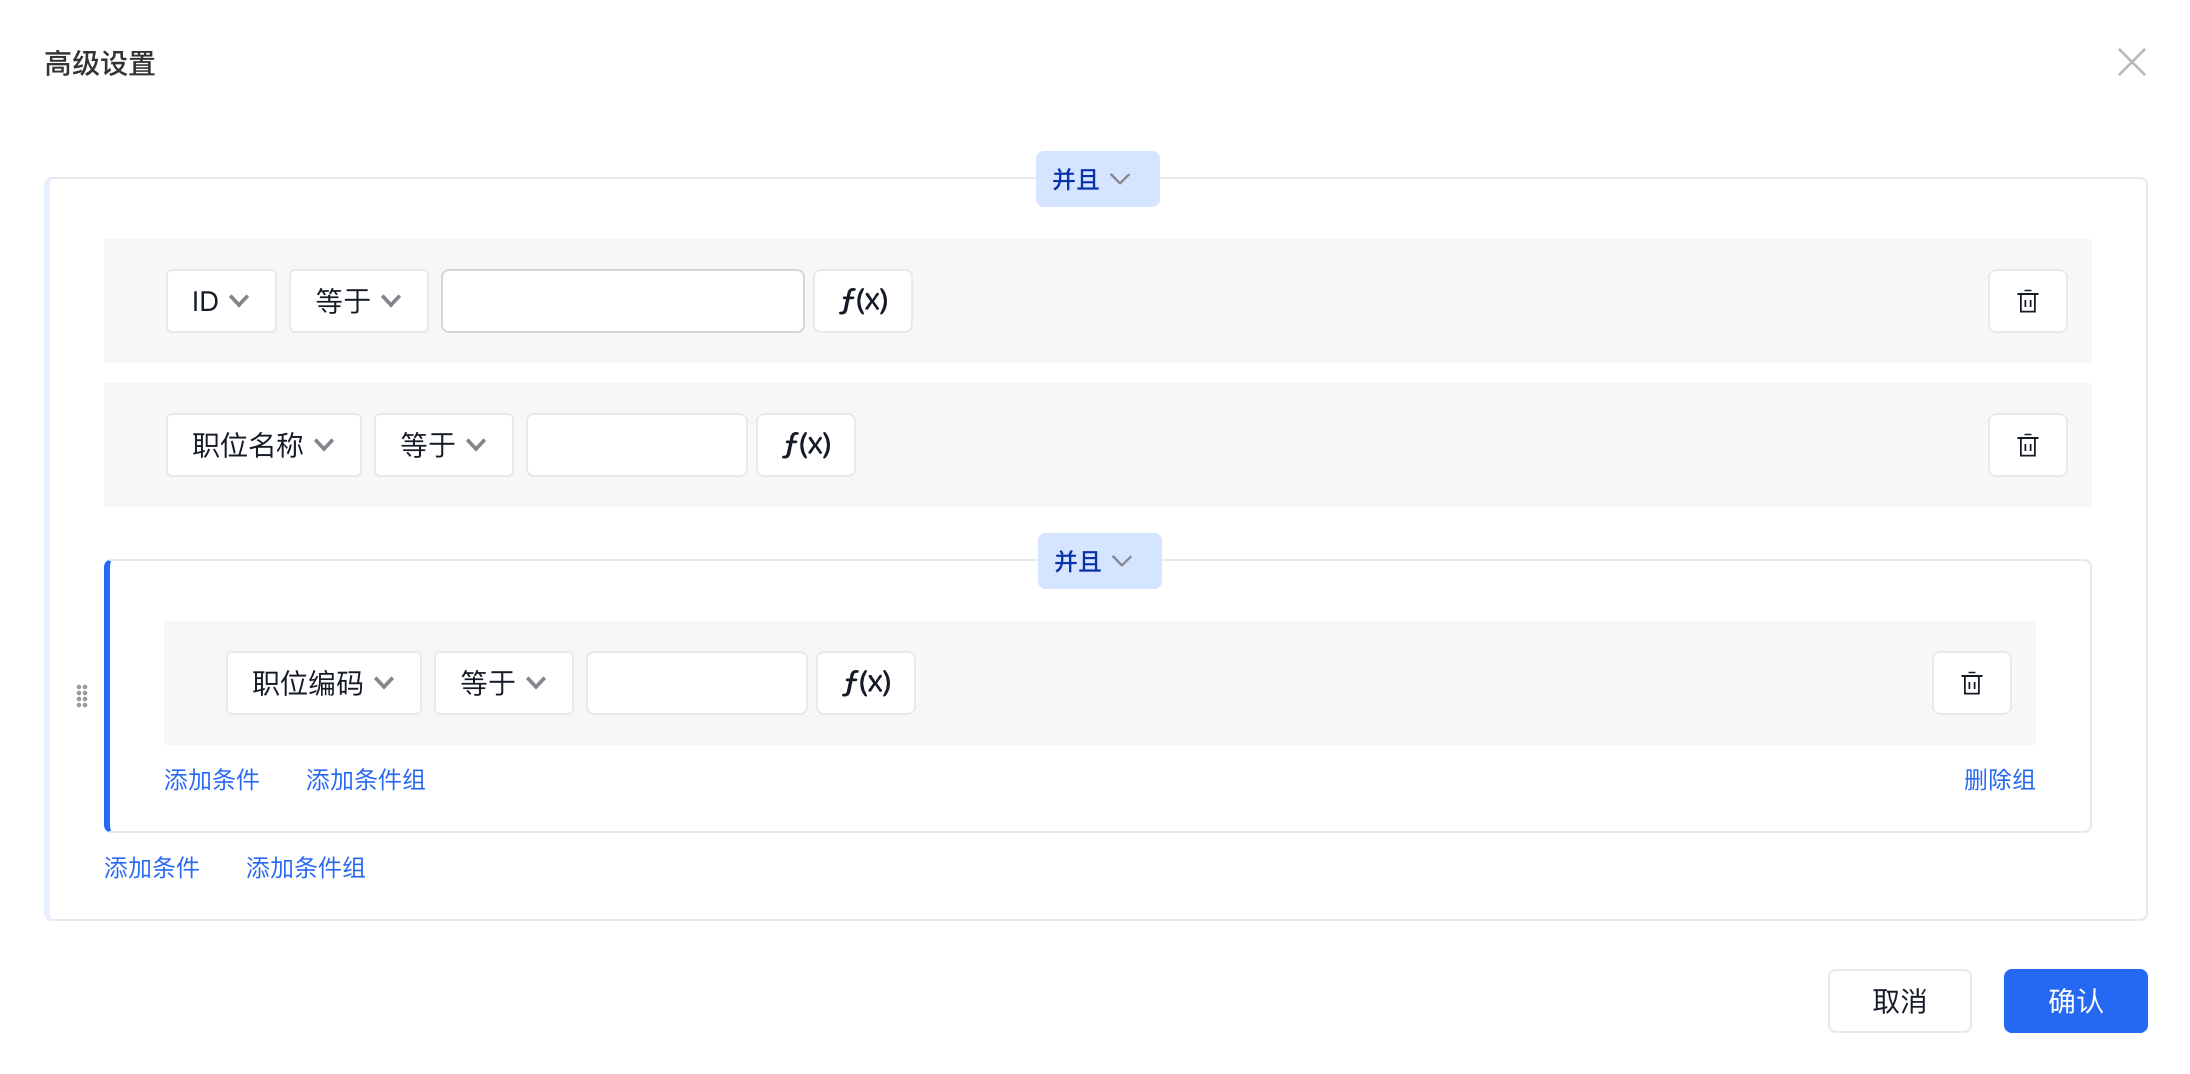 高级设置
并且
ID 等于 ƒ(x)
职位名称 等于 ƒ(x)
并且
职位编码 等于 ƒ(x)
添加条件 添加条件组 删除组
添加条件 添加条件组
取消 确认